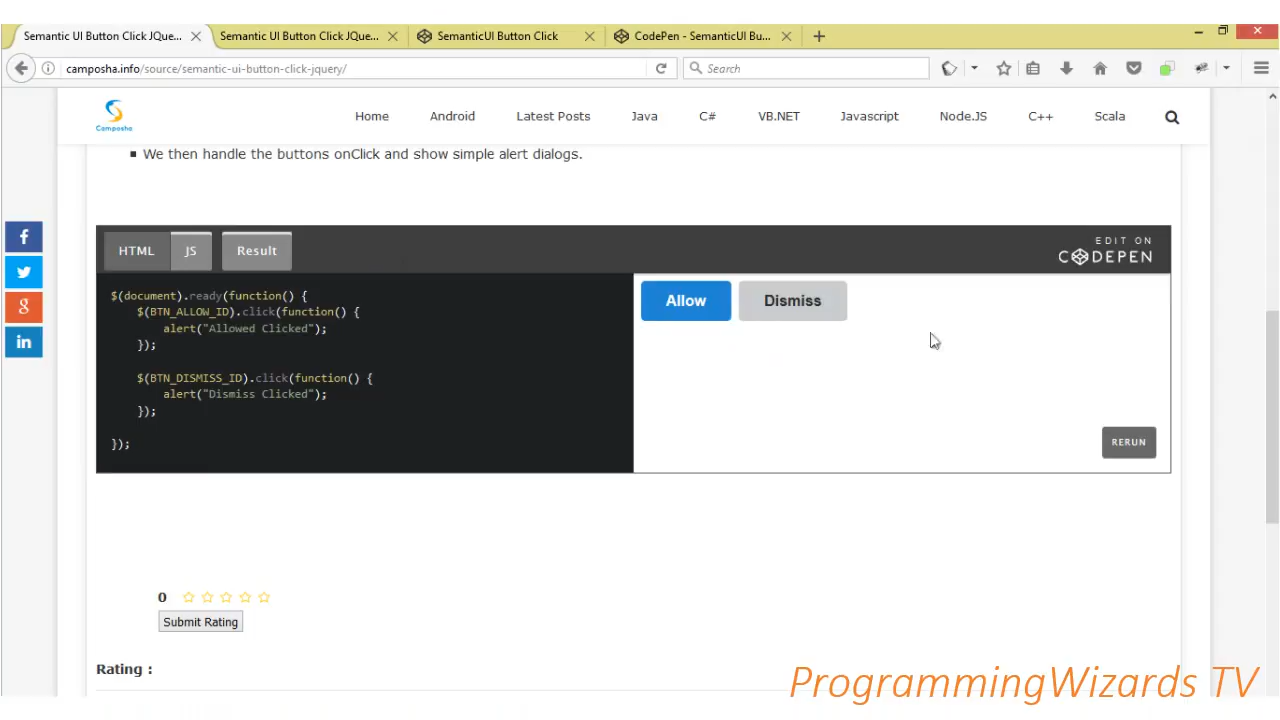 Semantic UI Button Click JQue...
Semantic UI Button Click JQue...
SemanticUI Button Click
CodePen - SemanticUI Bu...
camposha.info/source/semantic-ui-button-click-jquery/
Search
Camposha
Home
Android
Latest Posts
Java
C#
VB.NET
Javascript
Node.JS
C++
Scala
We then handle the buttons onClick and show simple alert dialogs.
HTML
JS
Result
EDIT ON
CODEPEN
$(document).ready(function() {
$(BTN_ALLOW_ID).click(function() {
alert("Allowed Clicked");
});
$(BTN_DISMISS_ID).click(function() {
alert("Dismiss Clicked");
});
});
Allow
Dismiss
RERUN
0
Submit Rating
Rating :
ProgrammingWizards TV